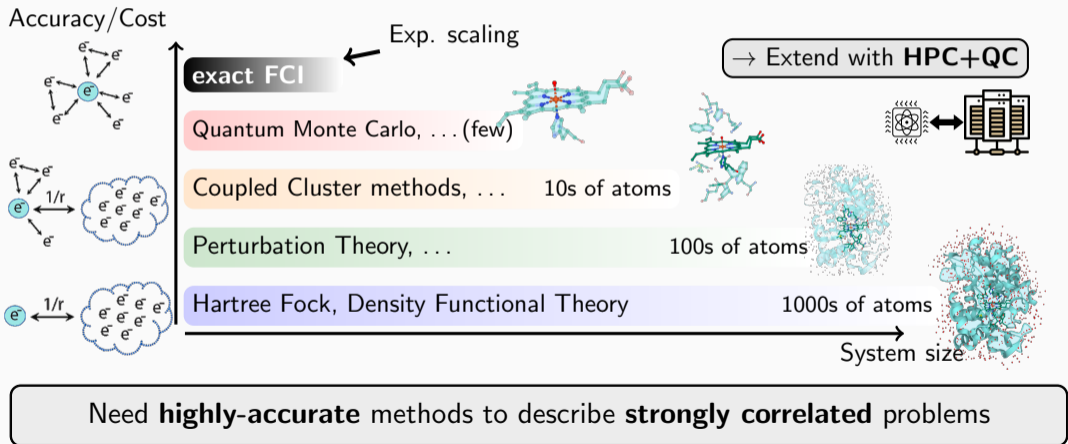 Accuracy/Cost
Exp. scaling
→ Extend with HPC+QC
exact FCI
Quantum Monte Carlo, ...(few)
Coupled Cluster methods, ... 10s of atoms
Perturbation Theory, ... 100s of atoms
Hartree Fock, Density Functional Theory 1000s of atoms
System size
e⁻ e⁻ e⁻ e⁻ e⁻ e⁻ e⁻
e⁻ e⁻ e⁻ e⁻ 1/r e⁻ e⁻ e⁻ e⁻ e⁻ e⁻ e⁻ e⁻
e⁻ 1/r e⁻ e⁻ e⁻ e⁻ e⁻ e⁻ e⁻ e⁻
Need highly-accurate methods to describe strongly correlated problems